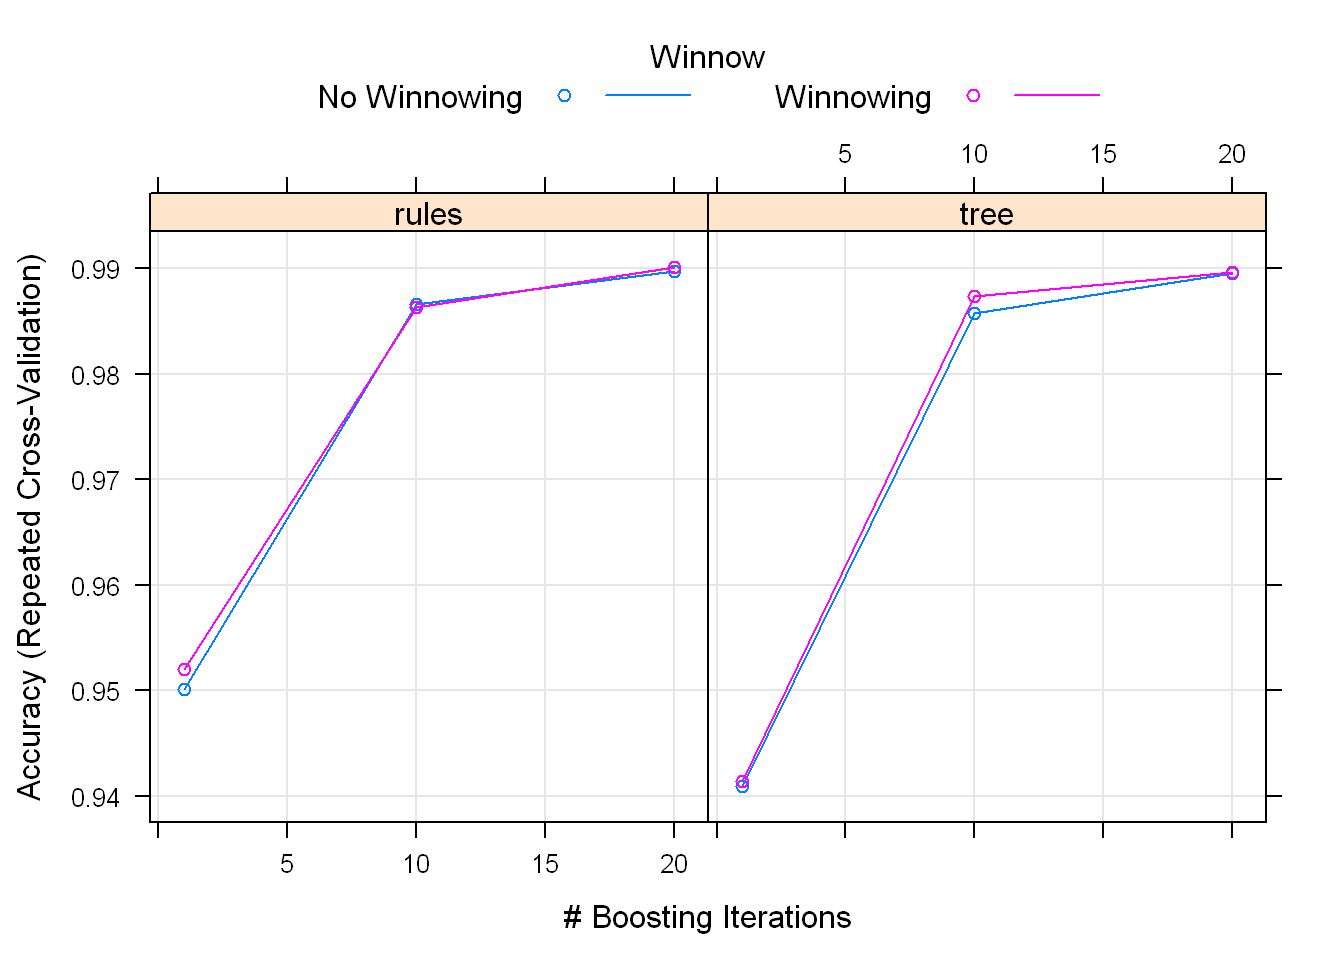 Winnow
No Winnowing Winnowing
5 10 15 20
rules tree
0.99
0.98
0.97
0.96
0.95
0.94
Accuracy (Repeated Cross-Validation)
5 10 15 20
# Boosting Iterations